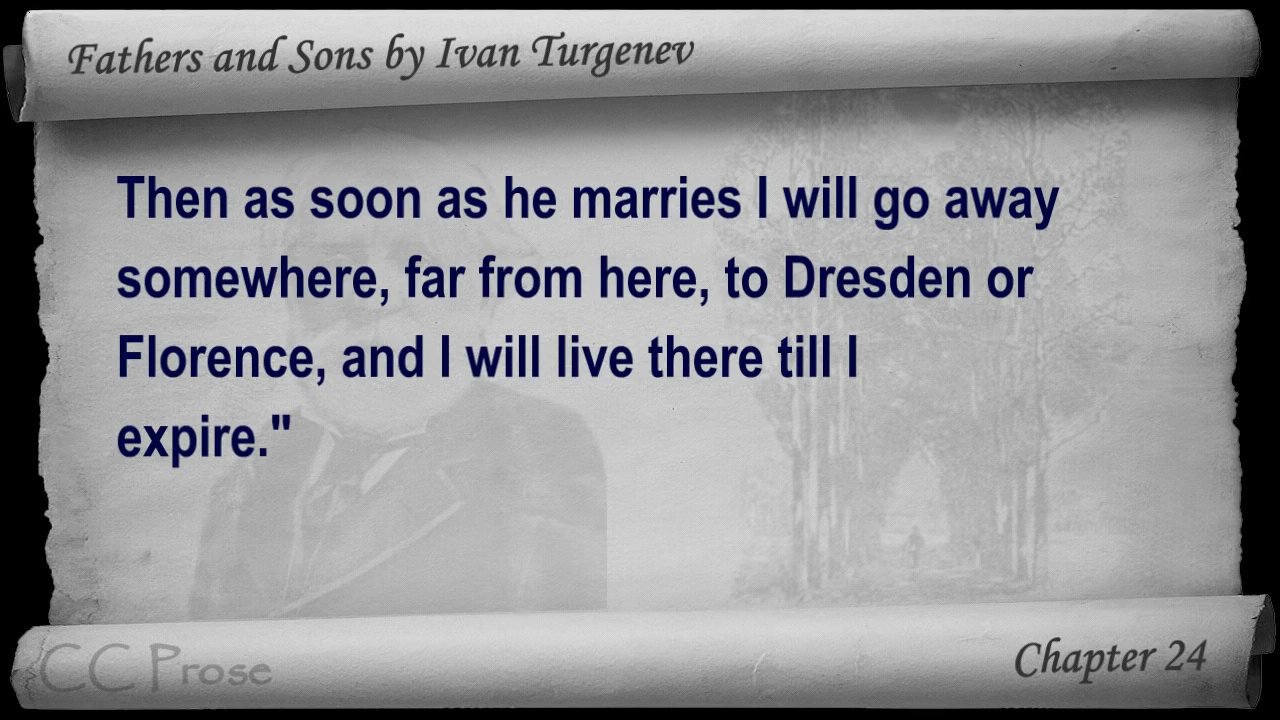 Fathers and Sons by Ivan Turgenev
Then as soon as he marries I will go away
somewhere, far from here, to Dresden or
Florence, and I will live there till I
expire."
CC Prose
Chapter 24